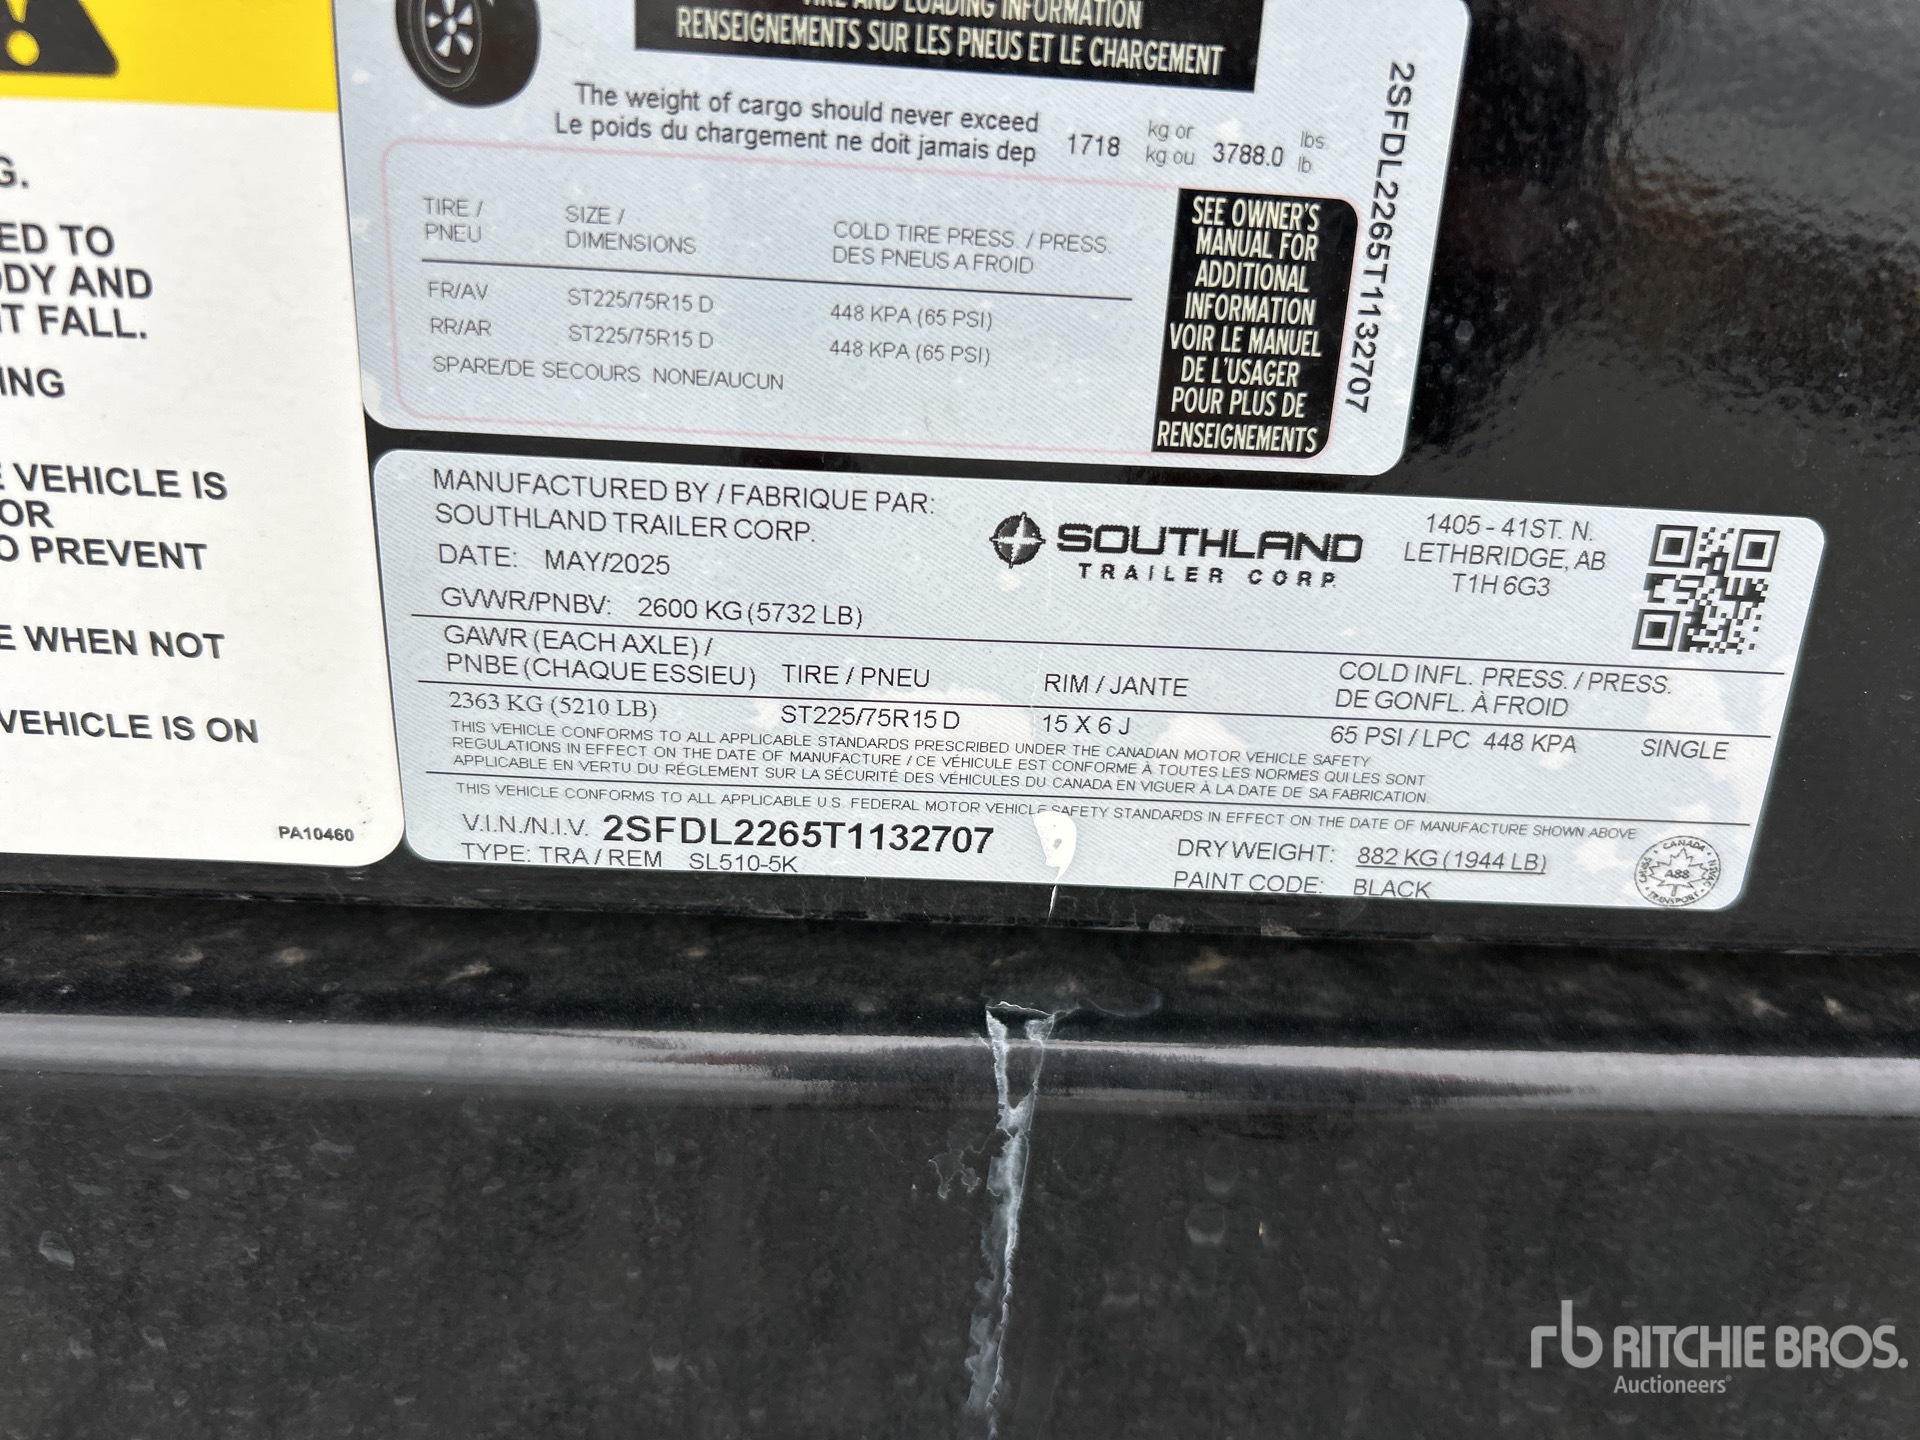 G.
ED TO
ODY AND
T FALL.
ING
VEHICLE IS
OR
O PREVENT
E WHEN NOT
VEHICLE IS ON
PA10460
TIRE AND LOADING INFORMATION
RENSEIGNEMENTS SUR LES PNEUS ET LE CHARGEMENT
The weight of cargo should never exceed
Le poids du chargement ne doit jamais dep
1718 kg or kg ou 3788.0 lbs. lb
TIRE / PNEU
SIZE / DIMENSIONS
COLD TIRE PRESS. / PRESS. DES PNEUS A FROID
FR/AV ST225/75R15 D 448 KPA (65 PSI)
RR/AR ST225/75R15 D 448 KPA (65 PSI)
SPARE/DE SECOURS NONE/AUCUN
SEE OWNER'S
MANUAL FOR
ADDITIONAL
INFORMATION
VOIR LE MANUEL
DE L'USAGER
POUR PLUS DE
RENSEIGNEMENTS
2SFDL2265T1132707
MANUFACTURED BY / FABRIQUE PAR:
SOUTHLAND TRAILER CORP.
DATE: MAY/2025
GVWR/PNBV: 2600 KG (5732 LB)
SOUTHLAND
TRAILER CORP.
1405 - 41ST. N.
LETHBRIDGE, AB
T1H 6G3
GAWR (EACH AXLE) /
PNBE (CHAQUE ESSIEU) TIRE / PNEU RIM / JANTE
COLD INFL. PRESS. / PRESS.
DE GONFL. À FROID
2363 KG (5210 LB) ST225/75R15 D 15 X 6 J 65 PSI / LPC 448 KPA SINGLE
THIS VEHICLE CONFORMS TO ALL APPLICABLE STANDARDS PRESCRIBED UNDER THE CANADIAN MOTOR VEHICLE SAFETY
REGULATIONS IN EFFECT ON THE DATE OF MANUFACTURE / CE VÉHICULE EST CONFORME À TOUTES LES NORMES QUI LES SONT
APPLICABLE EN VERTU DU RÉGLEMENT SUR LA SÉCURITÉ DES VÉHICULES DU CANADA EN VIGUER À LA DATE DE SA FABRICATION.
THIS VEHICLE CONFORMS TO ALL APPLICABLE U.S. FEDERAL MOTOR VEHICLE SAFETY STANDARDS IN EFFECT ON THE DATE OF MANUFACTURE SHOWN ABOVE
V.I.N./N.I.V. 2SFDL2265T1132707
TYPE: TRA / REM SL510-5K
DRY WEIGHT: 882 KG (1944 LB)
PAINT CODE: BLACK
CANADA
A88
TRANSPORT
rb RITCHIE BROS.
Auctioneers